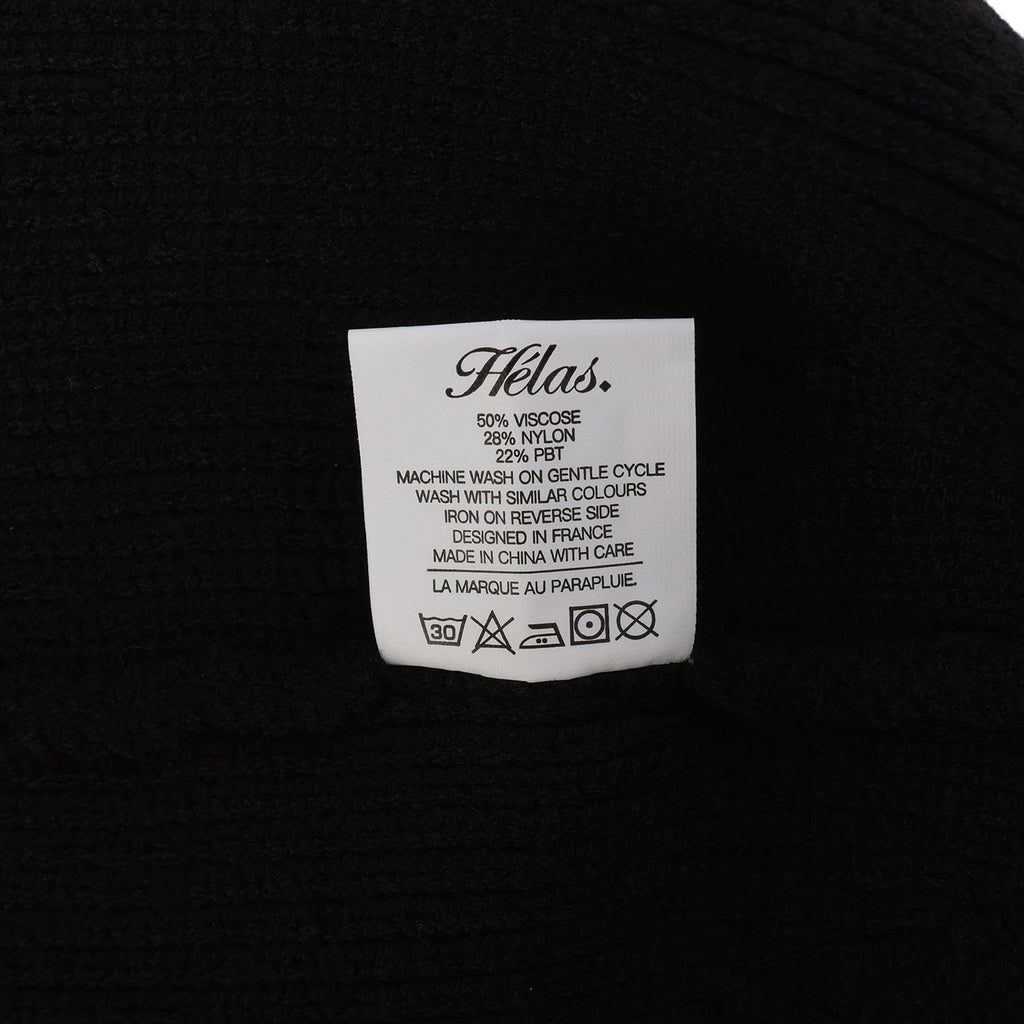 Hélas.
50% VISCOSE
28% NYLON
22% PBT
MACHINE WASH ON GENTLE CYCLE
WASH WITH SIMILAR COLOURS
IRON ON REVERSE SIDE
DESIGNED IN FRANCE
MADE IN CHINA WITH CARE
LA MARQUE AU PARAPLUIE.
30